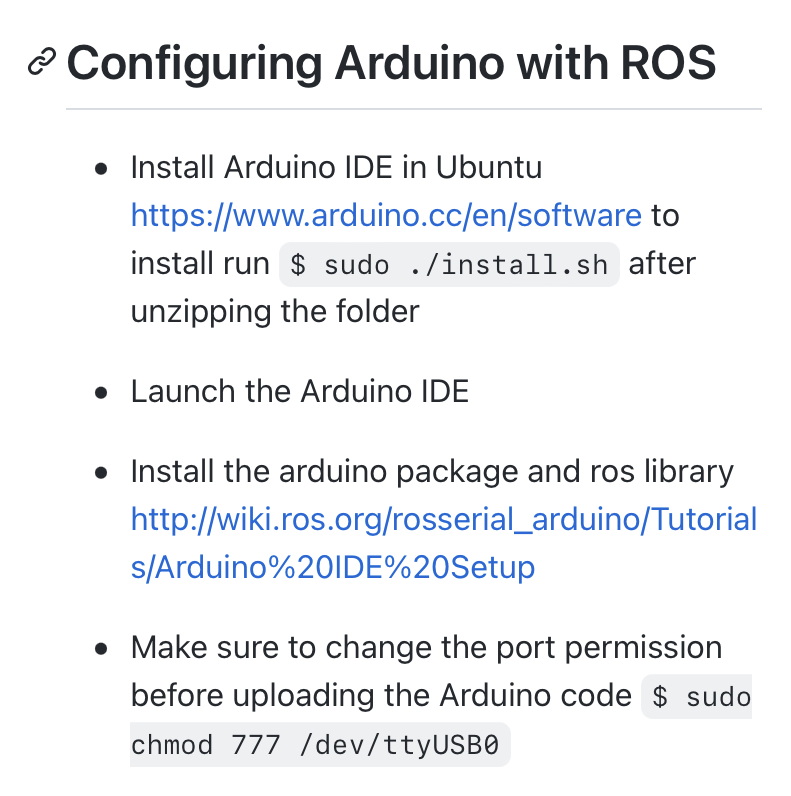 Configuring Arduino with ROS
Install Arduino IDE in Ubuntu
https://www.arduino.cc/en/software to
install run $ sudo ./install.sh after
unzipping the folder
Launch the Arduino IDE
Install the arduino package and ros library
http://wiki.ros.org/rosserial_arduino/Tutorial
s/Arduino%20IDE%20Setup
Make sure to change the port permission
before uploading the Arduino code $ sudo
chmod 777 /dev/ttyUSB0